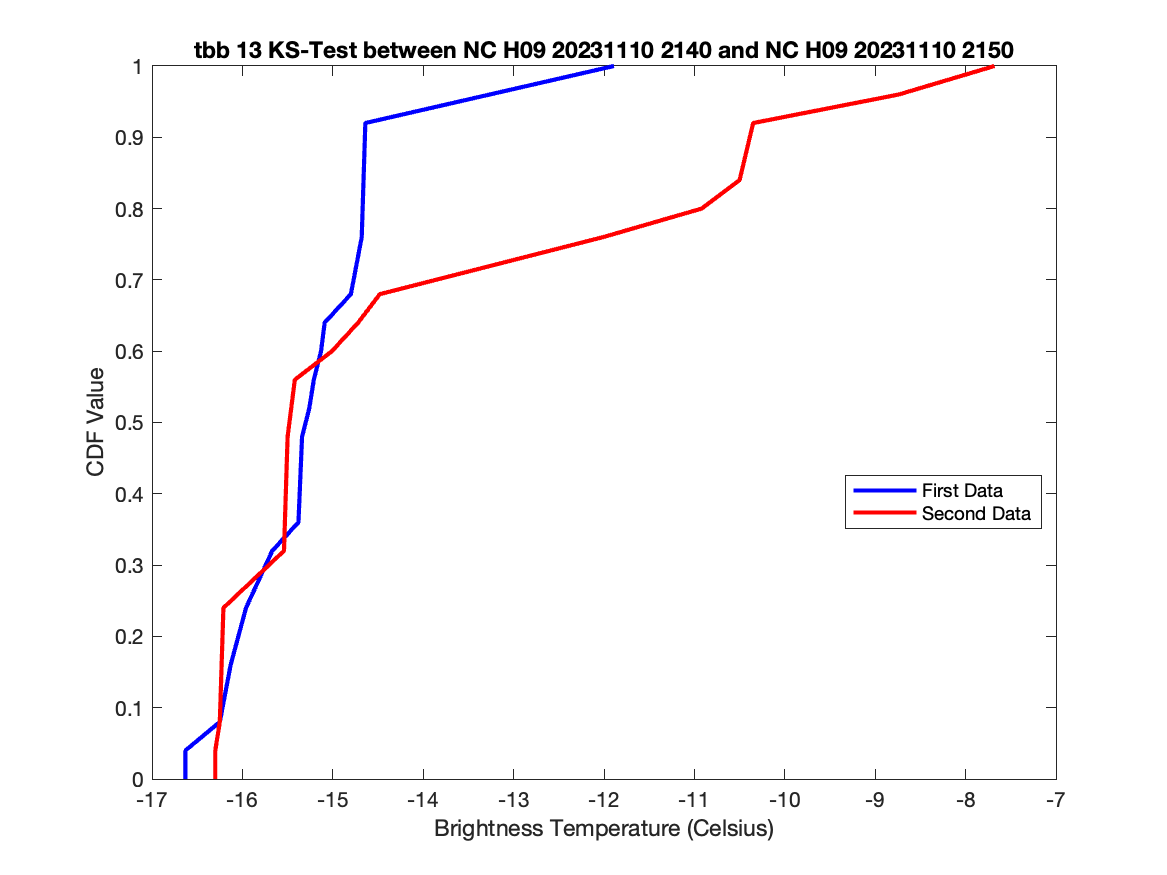 tbb 13 KS-Test between NC H09 20231110 2140 and NC H09 20231110 2150
1
0.9
0.8
0.7
0.6
0.5
0.4
0.3
0.2
0.1
0
CDF Value
First Data
Second Data
-17 -16 -15 -14 -13 -12 -11 -10 -9 -8 -7
Brightness Temperature (Celsius)